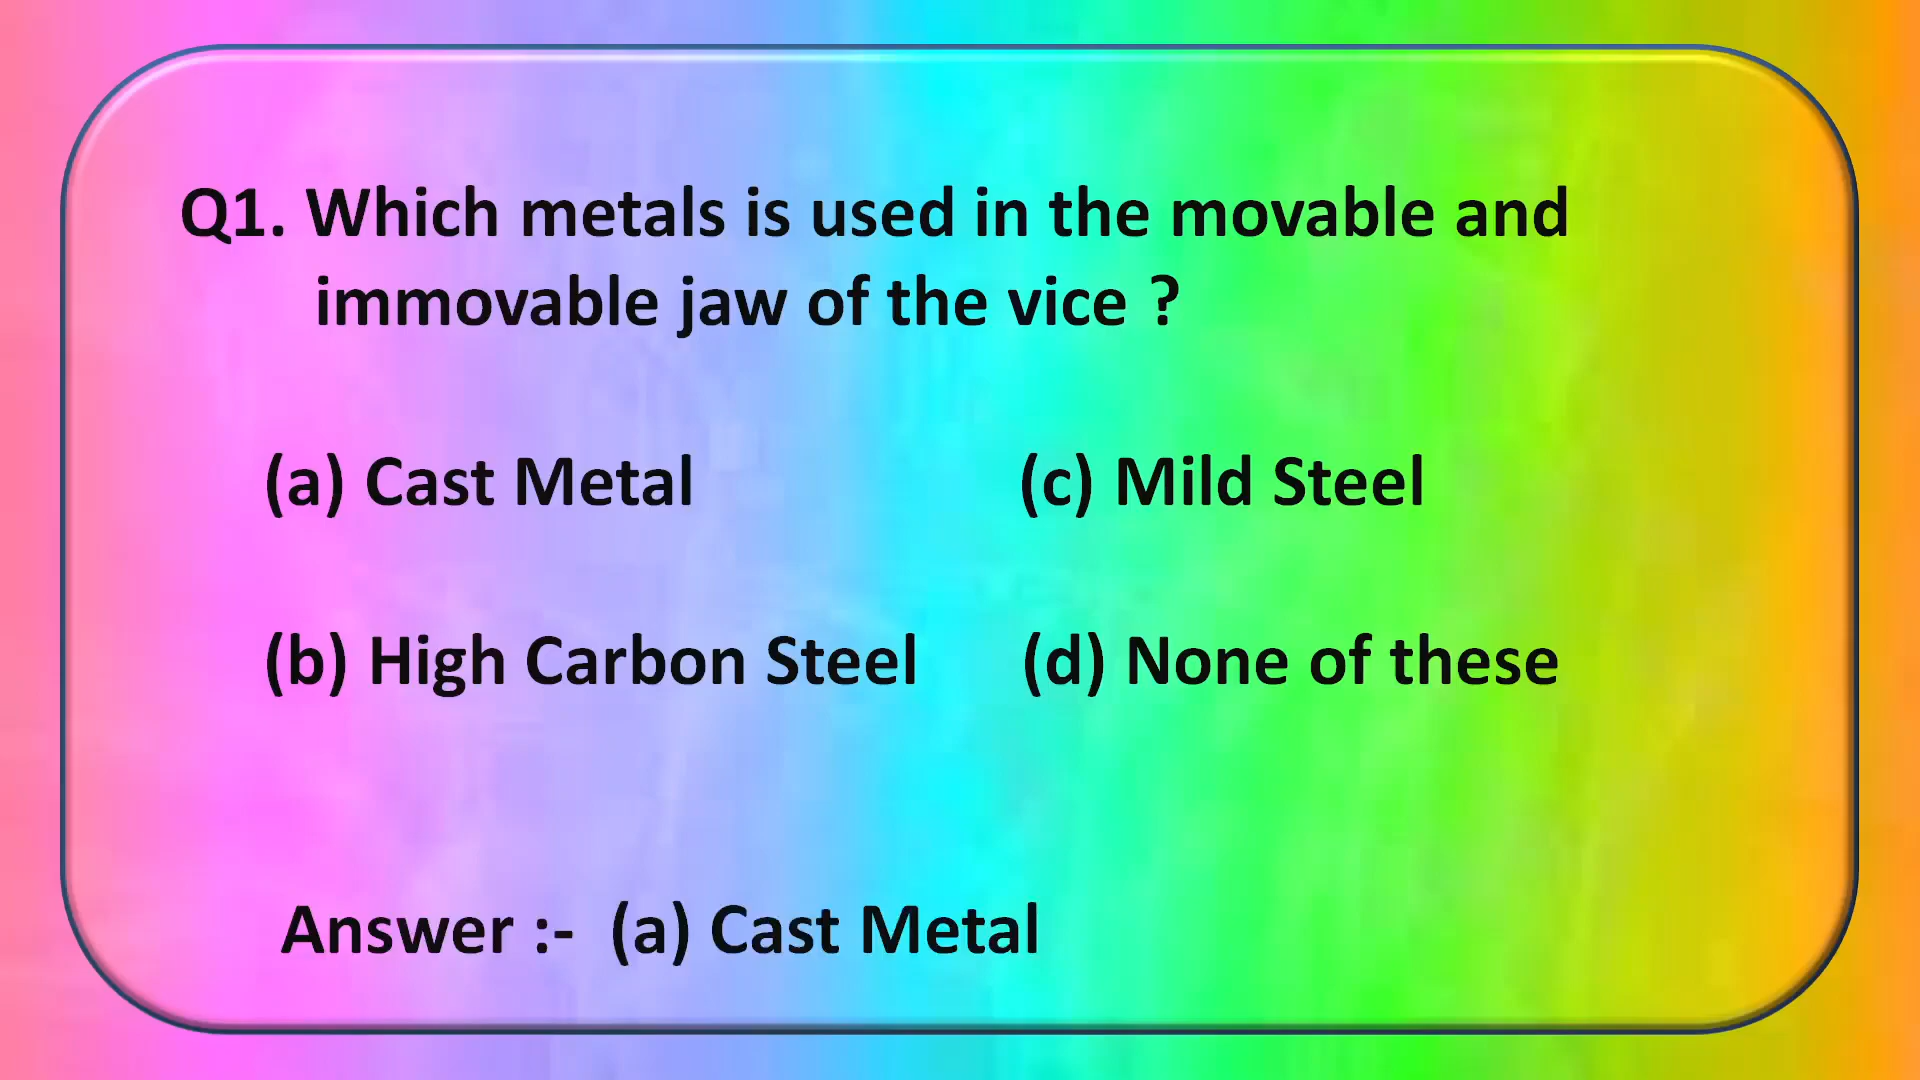 Q1. Which metals is used in the movable and
immovable jaw of the vice ?
(a) Cast Metal
(c) Mild Steel
(b) High Carbon Steel
(d) None of these
Answer :- (a) Cast Metal